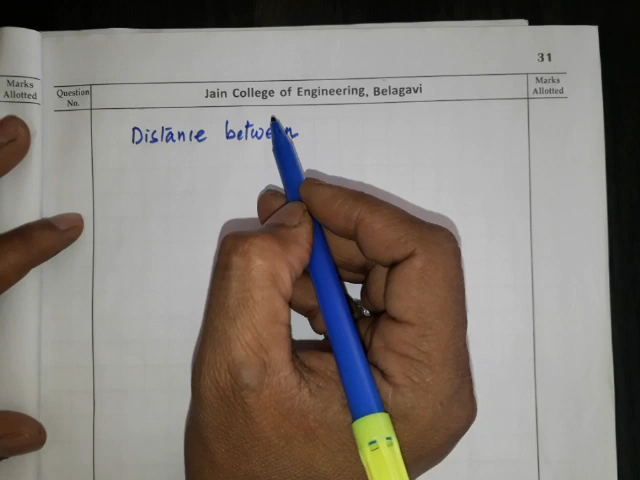 31
Marks
Allotted
Question
No.
Jain College of Engineering, Belagavi
Marks
Allotted
Distance between